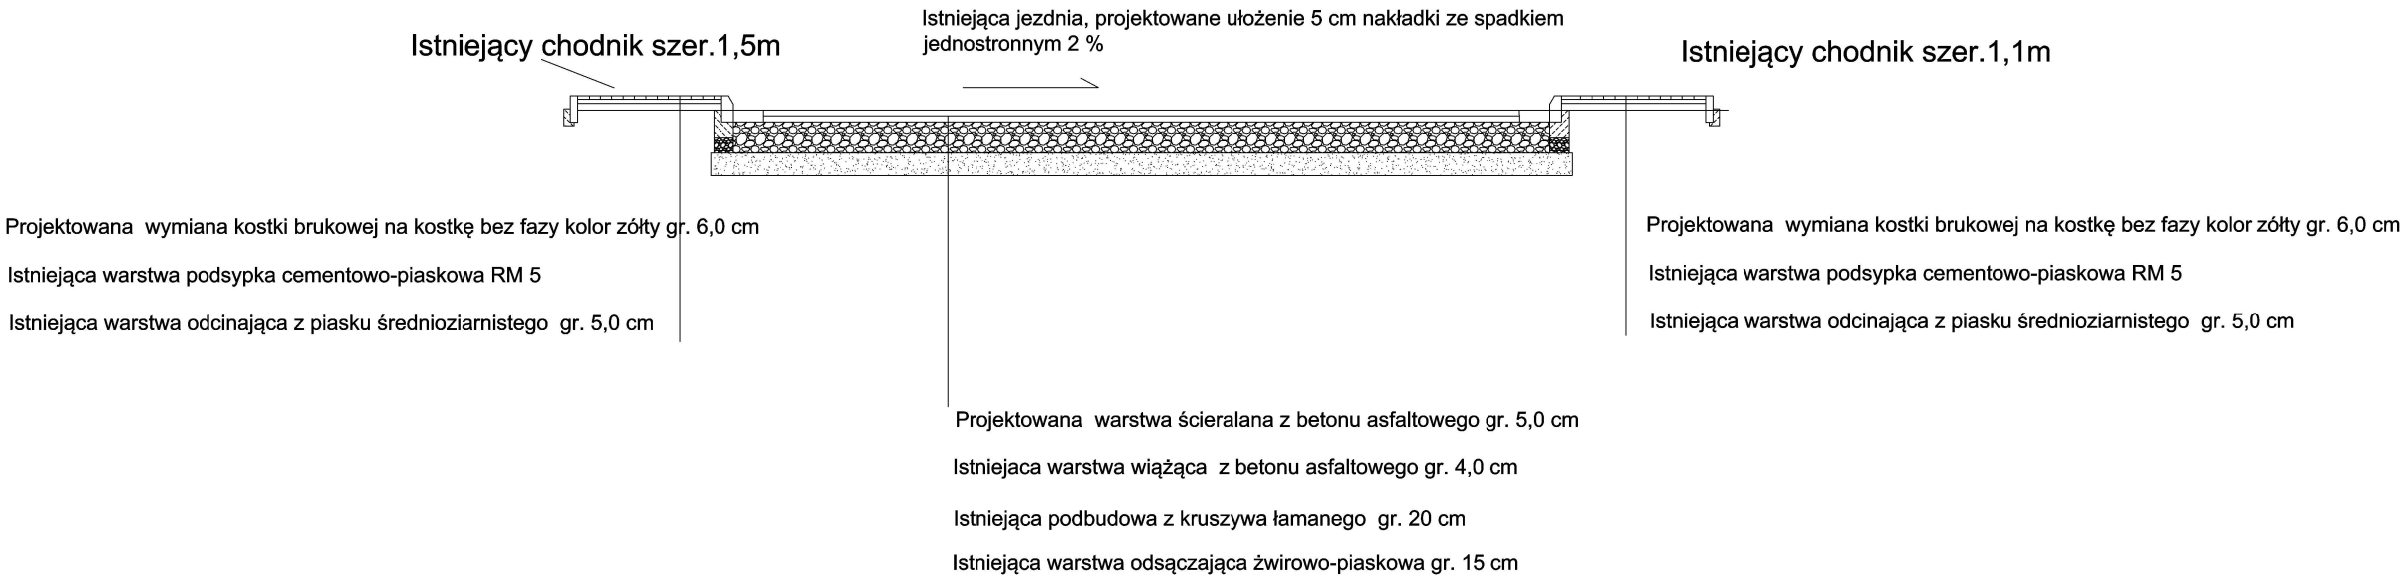 Istniejący chodnik szer.1,5m
Istniejąca jezdnia, projektowane ułożenie 5 cm nakładki ze spadkiem
jednostronnym 2 %
Istniejący chodnik szer.1,1m
Projektowana  wymiana kostki brukowej na kostkę bez fazy kolor zółty gr. 6,0 cm
Istniejąca warstwa podsypka cementowo-piaskowa RM 5
Istniejąca warstwa odcinająca z piasku średnioziarnistego  gr. 5,0 cm
Projektowana  wymiana kostki brukowej na kostkę bez fazy kolor zółty gr. 6,0 cm
Istniejąca warstwa podsypka cementowo-piaskowa RM 5
Istniejąca warstwa odcinająca z piasku średnioziarnistego  gr. 5,0 cm
Projektowana  warstwa ścieralana z betonu asfaltowego gr. 5,0 cm
Istniejaca warstwa wiążąca  z betonu asfaltowego gr. 4,0 cm
Istniejąca podbudowa z kruszywa łamanego  gr. 20 cm
Istniejąca warstwa odsączająca żwirowo-piaskowa gr. 15 cm